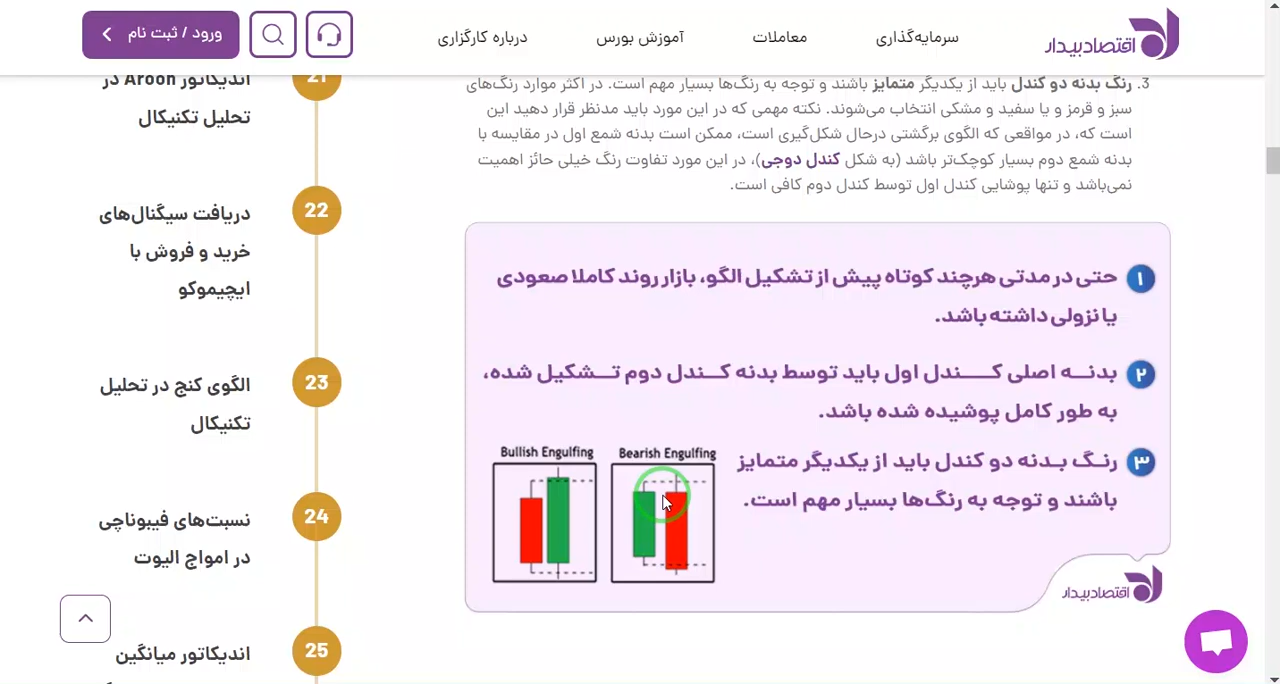 اقتصادبیدار
سرمایه‌گذاری
معاملات
آموزش بورس
درباره کارگزاری
ورود / ثبت نام
3. رنگ بدنه دو کندل باید از یکدیگر متمایز باشند و توجه به رنگ‌ها بسیار مهم است. در اکثر موارد رنگ‌های
سبز و قرمز و یا سفید و مشکی انتخاب می‌شوند. نکته مهمی که در این مورد باید مدنظر قرار دهید این
است که، در مواقعی که الگوی برگشتی درحال شکل‌گیری است، ممکن است بدنه شمع اول در مقایسه با
بدنه شمع دوم بسیار کوچک‌تر باشد (به شکل کندل دوجی)، در این مورد تفاوت رنگ خیلی حائز اهمیت
نمی‌باشد و تنها پوشایی کندل اول توسط کندل دوم کافی است.
۱ حتی در مدتی هرچند کوتاه پیش از تشکیل الگو، بازار روند کاملا صعودی
یا نزولی داشته باشد.
۲ بدنه اصلی کندل اول باید توسط بدنه کندل دوم تشکیل شده،
به طور کامل پوشیده شده باشد.
۳ رنگ بدنه دو کندل باید از یکدیگر متمایز
باشند و توجه به رنگ‌ها بسیار مهم است.
Bullish Engulfing
Bearish Engulfing
اقتصادبیدار
21
اندیکاتور Aroon در
تحلیل تکنیکال
22
دریافت سیگنال‌های
خرید و فروش با
ایچیموکو
23
الگوی کنج در تحلیل
تکنیکال
24
نسبت‌های فیبوناچی
در امواج الیوت
25
اندیکاتور میانگین